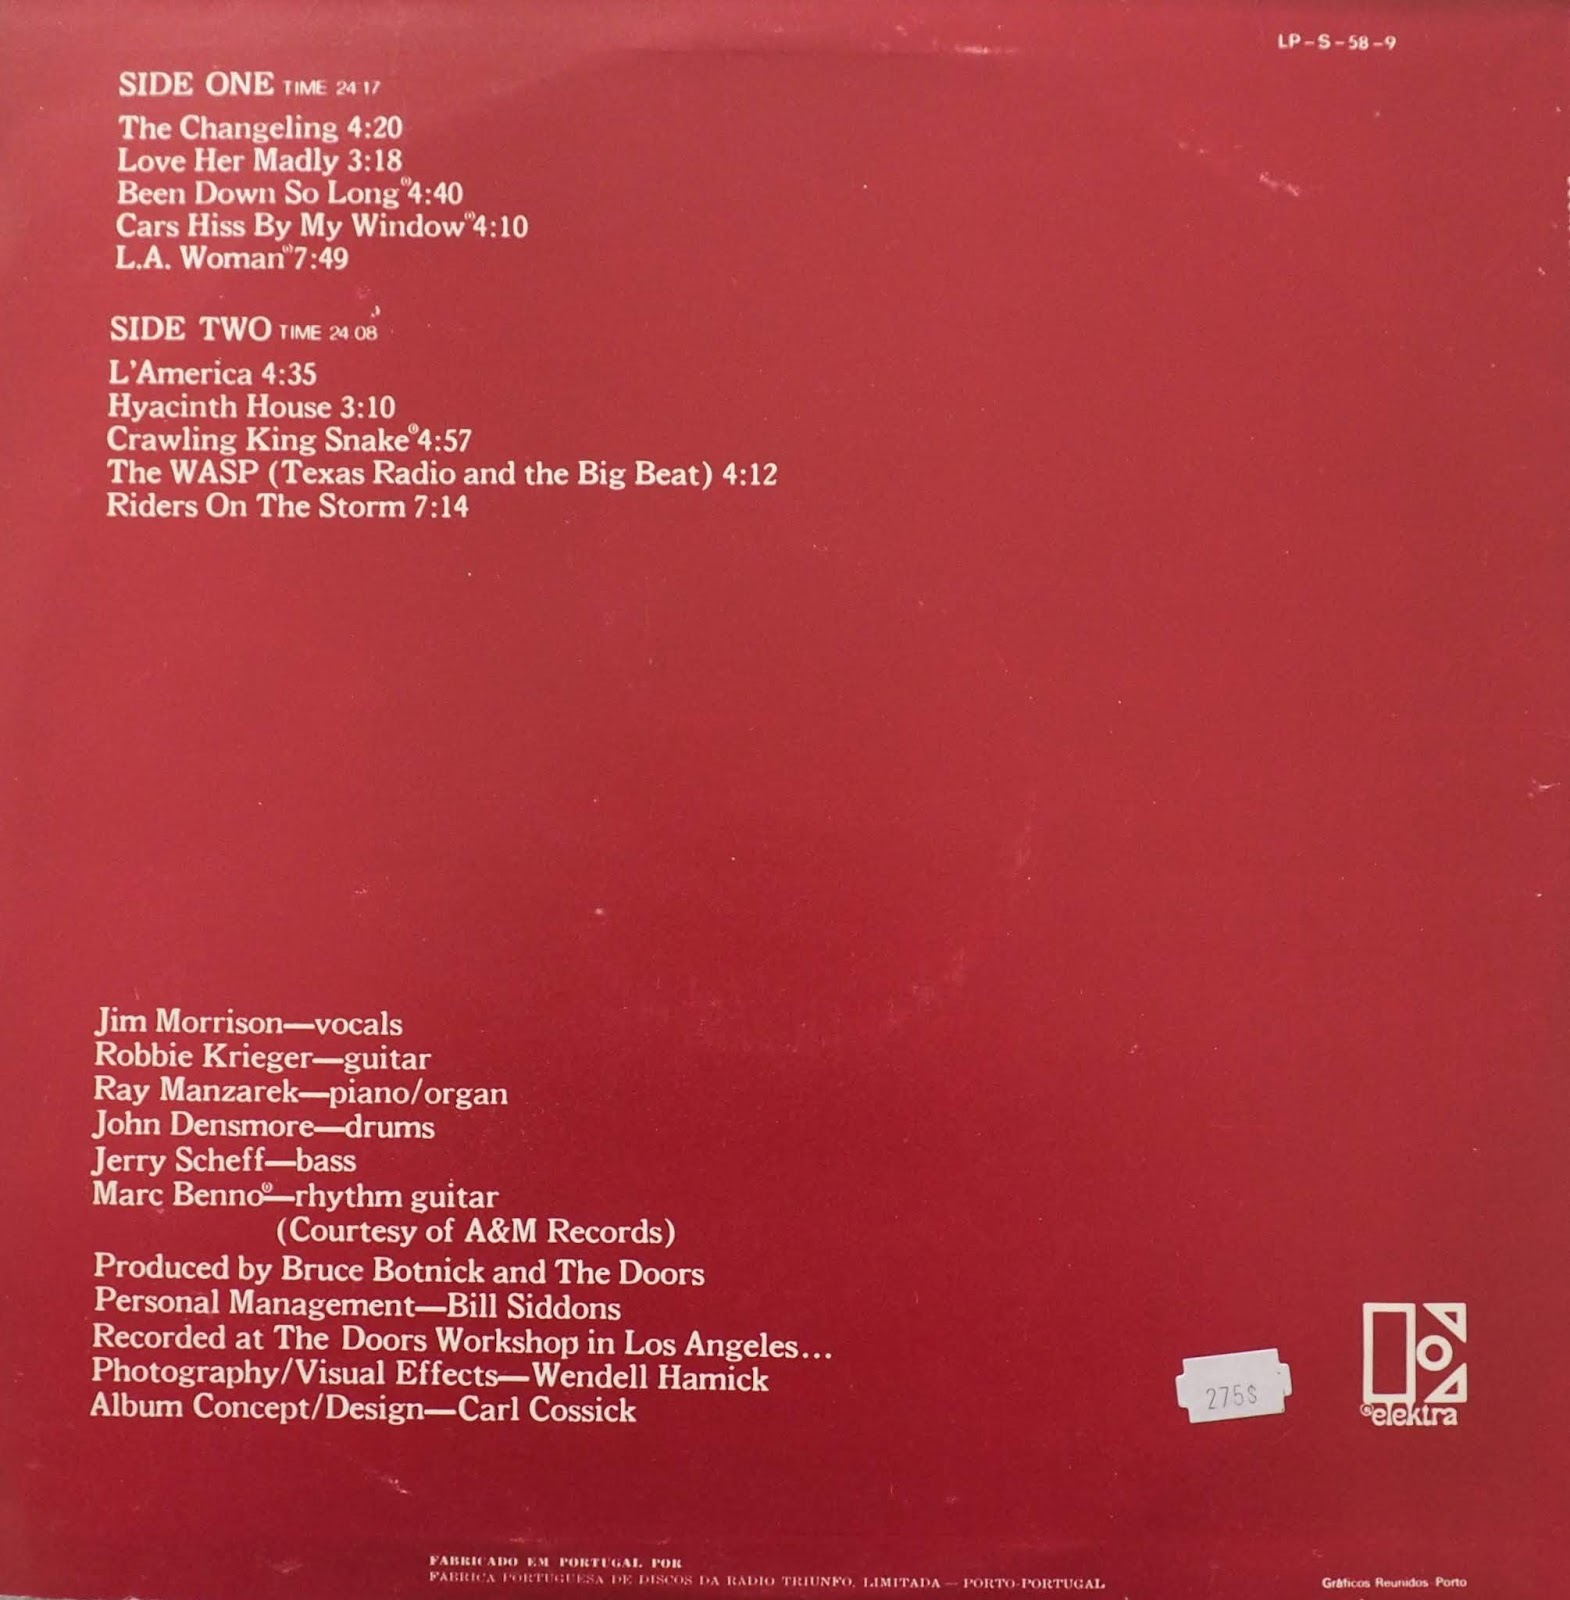 LP-S-58-9
SIDE ONE TIME 24 17
The Changeling 4:20
Love Her Madly 3:18
Been Down So Long⁽¹⁾4:40
Cars Hiss By My Window⁽¹⁾4:10
L.A. Woman⁽¹⁾7:49
SIDE TWO TIME 24 08
L'America 4:35
Hyacinth House 3:10
Crawling King Snake⁽¹⁾4:57
The WASP (Texas Radio and the Big Beat) 4:12
Riders On The Storm 7:14
Jim Morrison—vocals
Robbie Krieger—guitar
Ray Manzarek—piano/organ
John Densmore—drums
Jerry Scheff—bass
Marc Benno⁽¹⁾—rhythm guitar
(Courtesy of A&M Records)
Produced by Bruce Botnick and The Doors
Personal Management—Bill Siddons
Recorded at The Doors Workshop in Los Angeles...
Photography/Visual Effects—Wendell Hamick
Album Concept/Design—Carl Cossick
275$
elektra
FABRICADO EM PORTUGAL POR
FABRICA PORTUGUESA DE DISCOS DA RADIO TRIUNFO, LIMITADA — PORTO-PORTUGAL
Gráficos Reunidos Porto